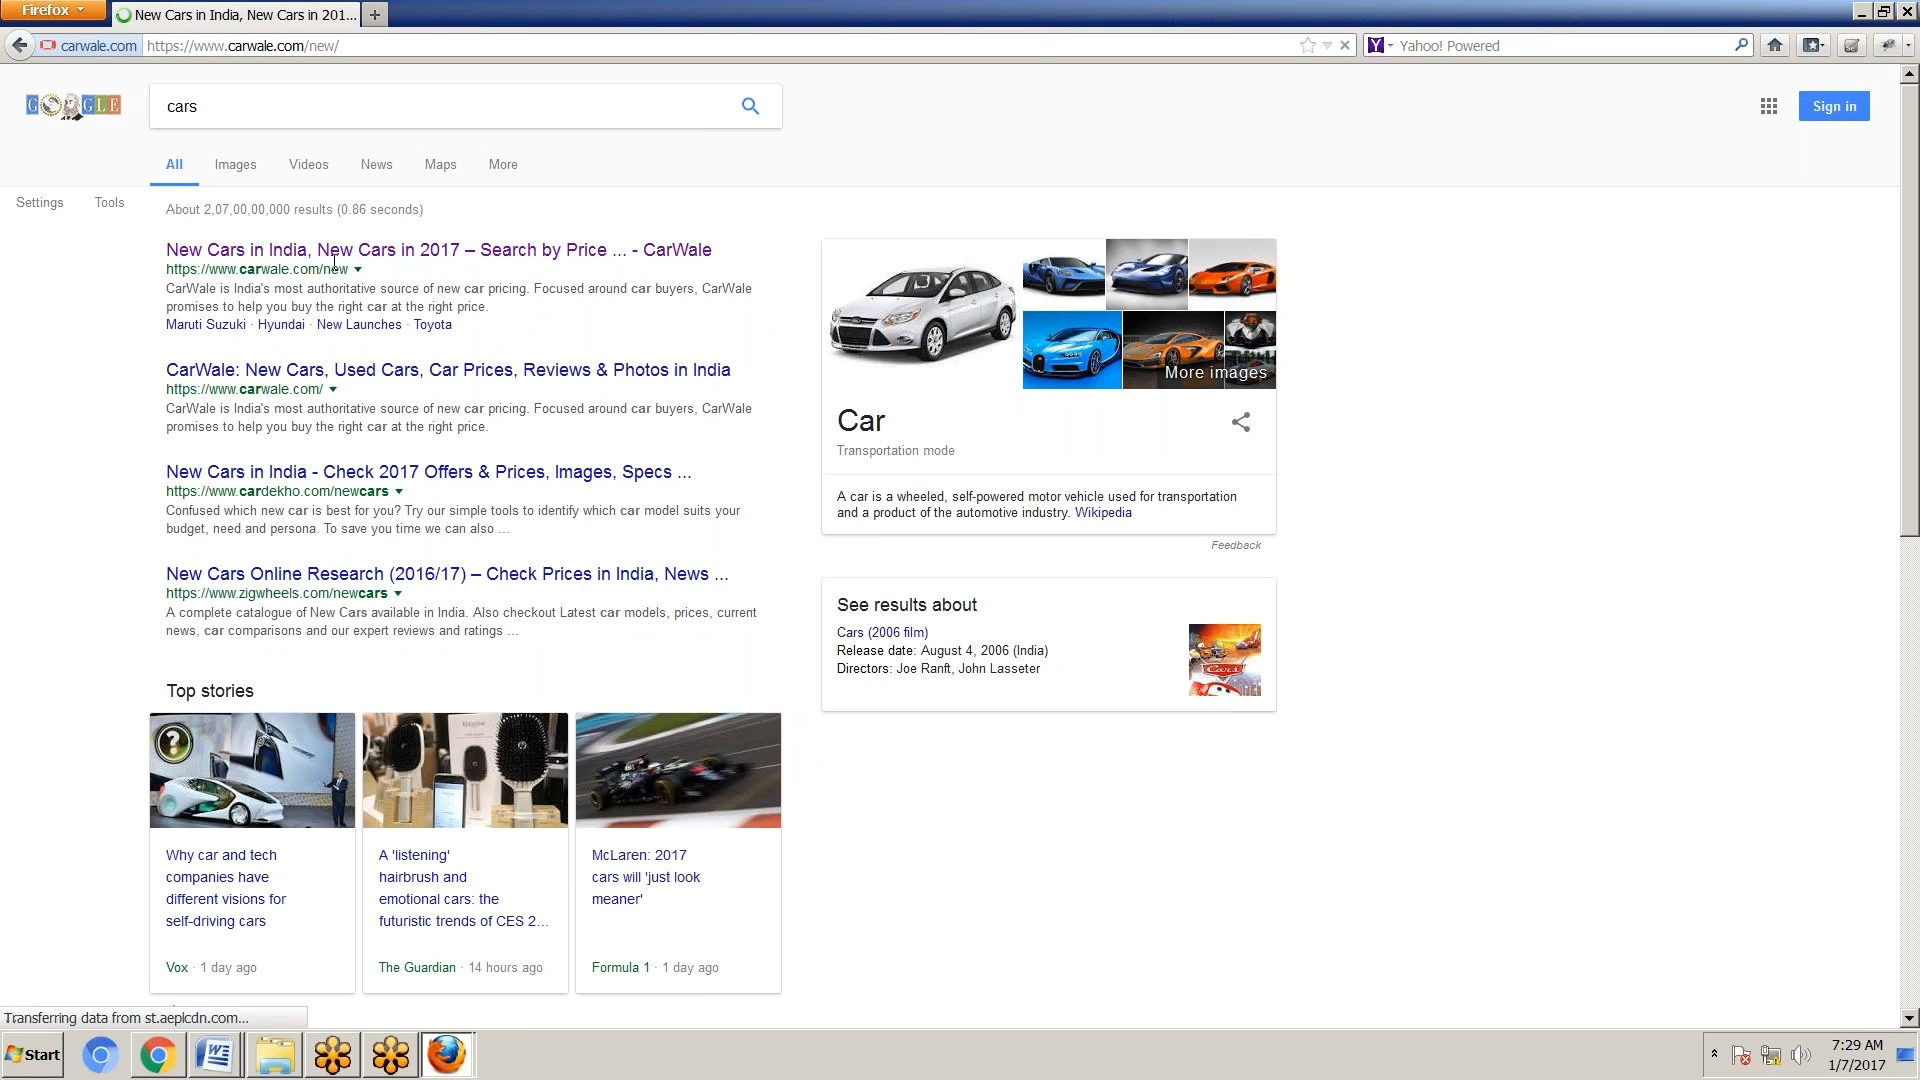 Firefox
New Cars in India, New Cars in 201...
carwale.com
https://www.carwale.com/new/
Yahoo! Powered
GOOGLE
cars
Sign in
All Images Videos News Maps More
Settings Tools
About 2,07,00,00,000 results (0.86 seconds)
New Cars in India, New Cars in 2017 – Search by Price ... - CarWale
https://www.carwale.com/new
CarWale is India's most authoritative source of new car pricing. Focused around car buyers, CarWale
promises to help you buy the right car at the right price.
Maruti Suzuki · Hyundai · New Launches · Toyota
CarWale: New Cars, Used Cars, Car Prices, Reviews & Photos in India
https://www.carwale.com/
CarWale is India's most authoritative source of new car pricing. Focused around car buyers, CarWale
promises to help you buy the right car at the right price.
New Cars in India - Check 2017 Offers & Prices, Images, Specs ...
https://www.cardekho.com/newcars
Confused which new car is best for you? Try our simple tools to identify which car model suits your
budget, need and persona. To save you time we can also ...
New Cars Online Research (2016/17) – Check Prices in India, News ...
https://www.zigwheels.com/newcars
A complete catalogue of New Cars available in India. Also checkout Latest car models, prices, current
news, car comparisons and our expert reviews and ratings ...
Top stories
Why car and tech
companies have
different visions for
self-driving cars
Vox · 1 day ago
A 'listening'
hairbrush and
emotional cars: the
futuristic trends of CES 2...
The Guardian · 14 hours ago
McLaren: 2017
cars will 'just look
meaner'
Formula 1 · 1 day ago
More images
Car
Transportation mode
A car is a wheeled, self-powered motor vehicle used for transportation
and a product of the automotive industry. Wikipedia
Feedback
See results about
Cars (2006 film)
Release date: August 4, 2006 (India)
Directors: Joe Ranft, John Lasseter
Cars
Transferring data from st.aeplcdn.com...
Start
7:29 AM
1/7/2017